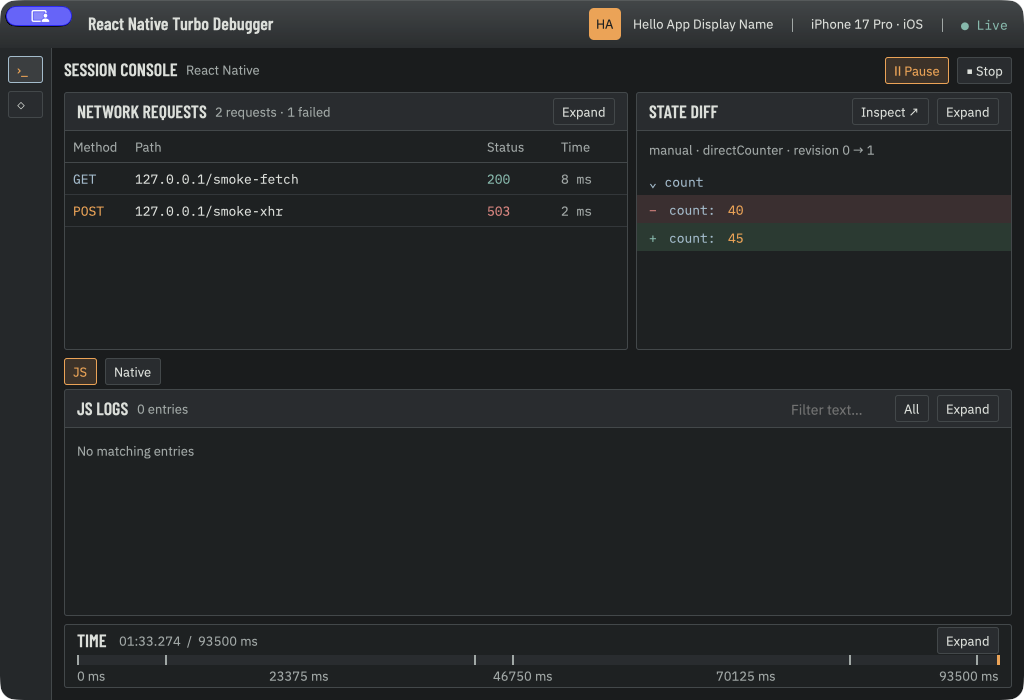 React Native Turbo Debugger
HA Hello App Display Name | iPhone 17 Pro · iOS | ● Live
›_
◇
SESSION CONSOLE React Native
Pause
Stop
NETWORK REQUESTS 2 requests · 1 failed
Expand
Method Path Status Time
GET 127.0.0.1/smoke-fetch 200 8 ms
POST 127.0.0.1/smoke-xhr 503 2 ms
STATE DIFF
Inspect ↗
Expand
manual · directCounter · revision 0 → 1
⌄ count
− count: 40
+ count: 45
JS
Native
JS LOGS 0 entries
Filter text...
All
Expand
No matching entries
TIME 01:33.274 / 93500 ms
Expand
0 ms 23375 ms 46750 ms 70125 ms 93500 ms